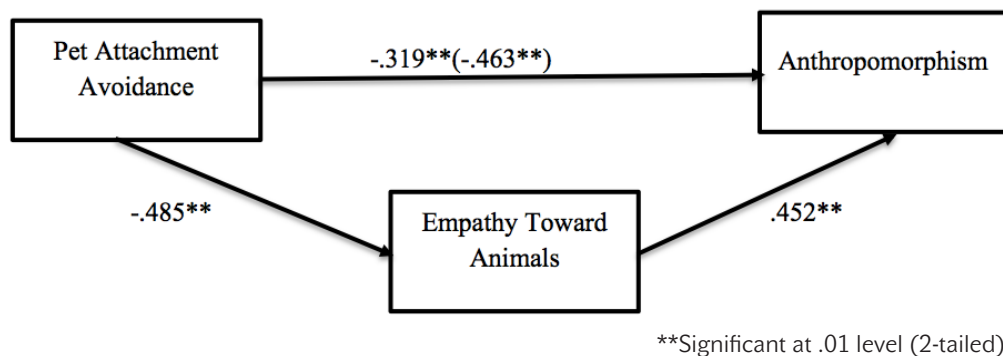 Pet Attachment
Avoidance
-.319**(-.463**)
Anthropomorphism
-.485**
Empathy Toward
Animals
.452**
**Significant at .01 level (2-tailed)